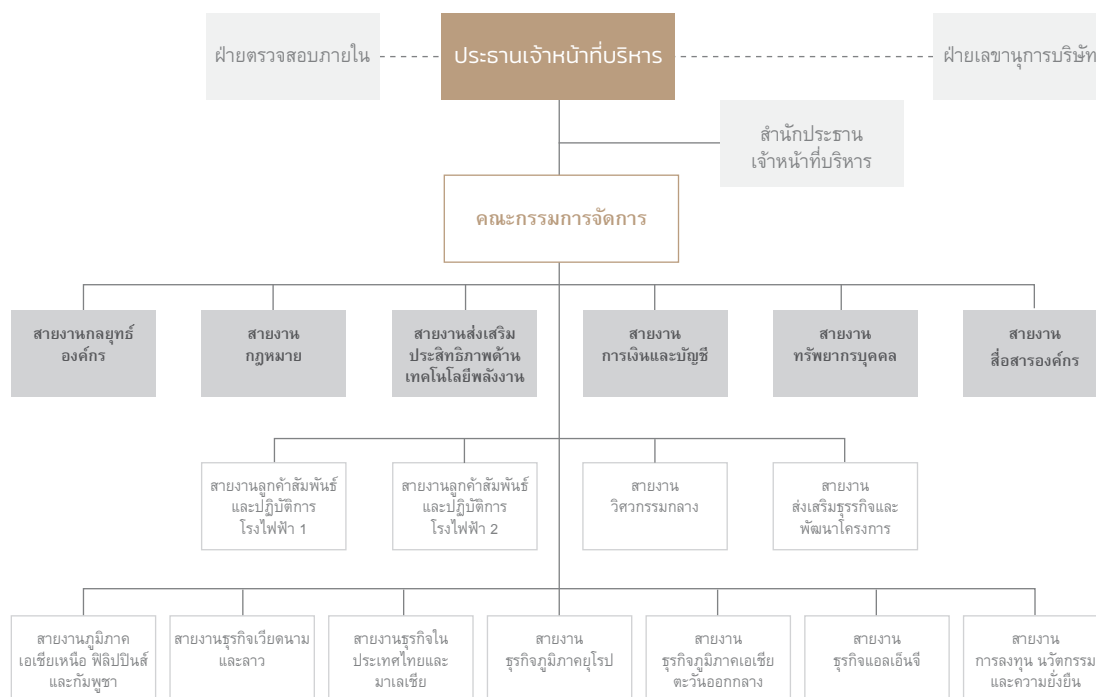 ฝ่ายตรวจสอบภายใน
ประธานเจ้าหน้าที่บริหาร
ฝ่ายเลขานุการบริษัท
สำนักประธาน
เจ้าหน้าที่บริหาร
คณะกรรมการจัดการ
สายงานกลยุทธ์
องค์กร
สายงาน
กฎหมาย
สายงานส่งเสริม
ประสิทธิภาพด้าน
เทคโนโลยีพลังงาน
สายงาน
การเงินและบัญชี
สายงาน
ทรัพยากรบุคคล
สายงาน
สื่อสารองค์กร
สายงานลูกค้าสัมพันธ์
และปฏิบัติการ
โรงไฟฟ้า 1
สายงานลูกค้าสัมพันธ์
และปฏิบัติการ
โรงไฟฟ้า 2
สายงาน
วิศวกรรมกลาง
สายงาน
ส่งเสริมธุรรกิจและ
พัฒนาโครงการ
สายงานภูมิภาค
เอเชียเหนือ ฟิลิปปินส์
และกัมพูชา
สายงานธุรกิจเวียดนาม
และลาว
สายงานธุรกิจใน
ประเทศไทยและ
มาเลเซีย
สายงาน
ธุรกิจภูมิภาคยุโรป
สายงาน
ธุรกิจภูมิภาคเอเชีย
ตะวันออกกลาง
สายงาน
ธุรกิจแอลเอ็นจี
สายงาน
การลงทุน นวัตกรรม
และความยั่งยืน